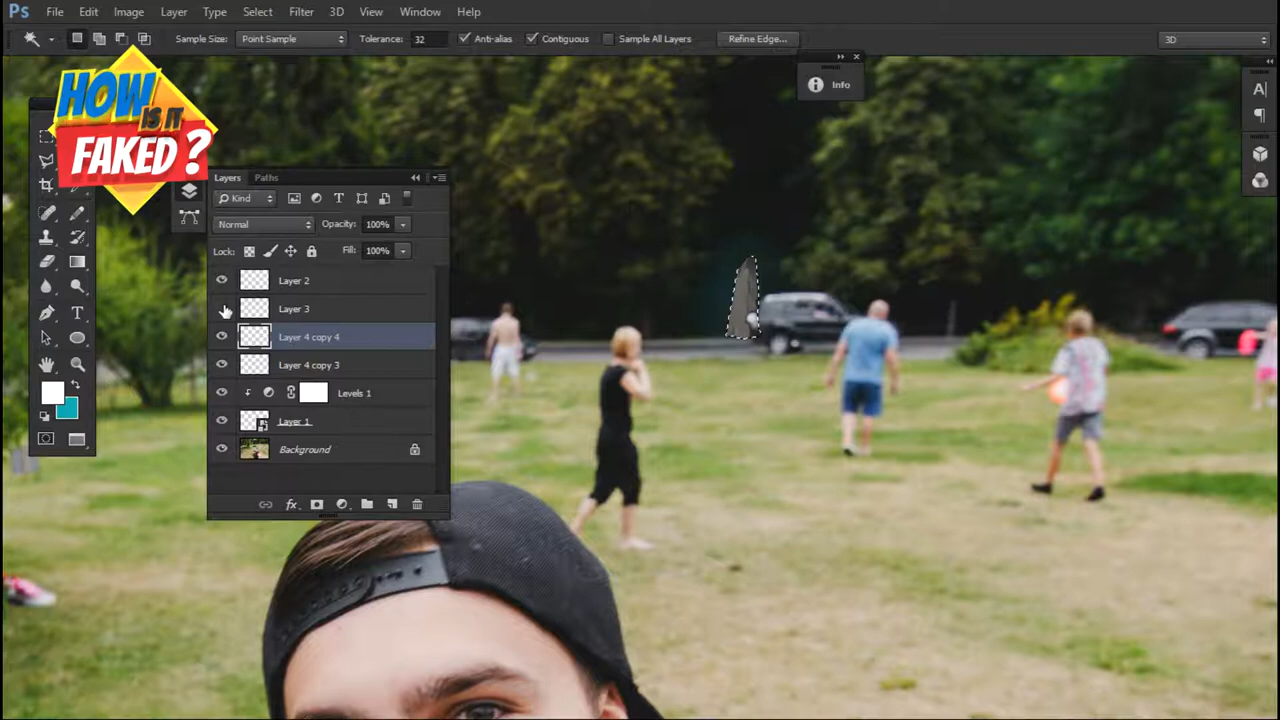 Ps File Edit Image Layer Type Select Filter 3D View Window Help
Sample Size: Point Sample Tolerance: 32 Anti-alias Contiguous Sample All Layers Refine Edge... 3D
Info
HOW
IS IT
FAKED?
Layers Paths
Kind
Normal Opacity: 100%
Lock: Fill: 100%
Layer 2
Layer 3
Layer 4 copy 4
Layer 4 copy 3
Levels 1
Layer 1
Background
fx